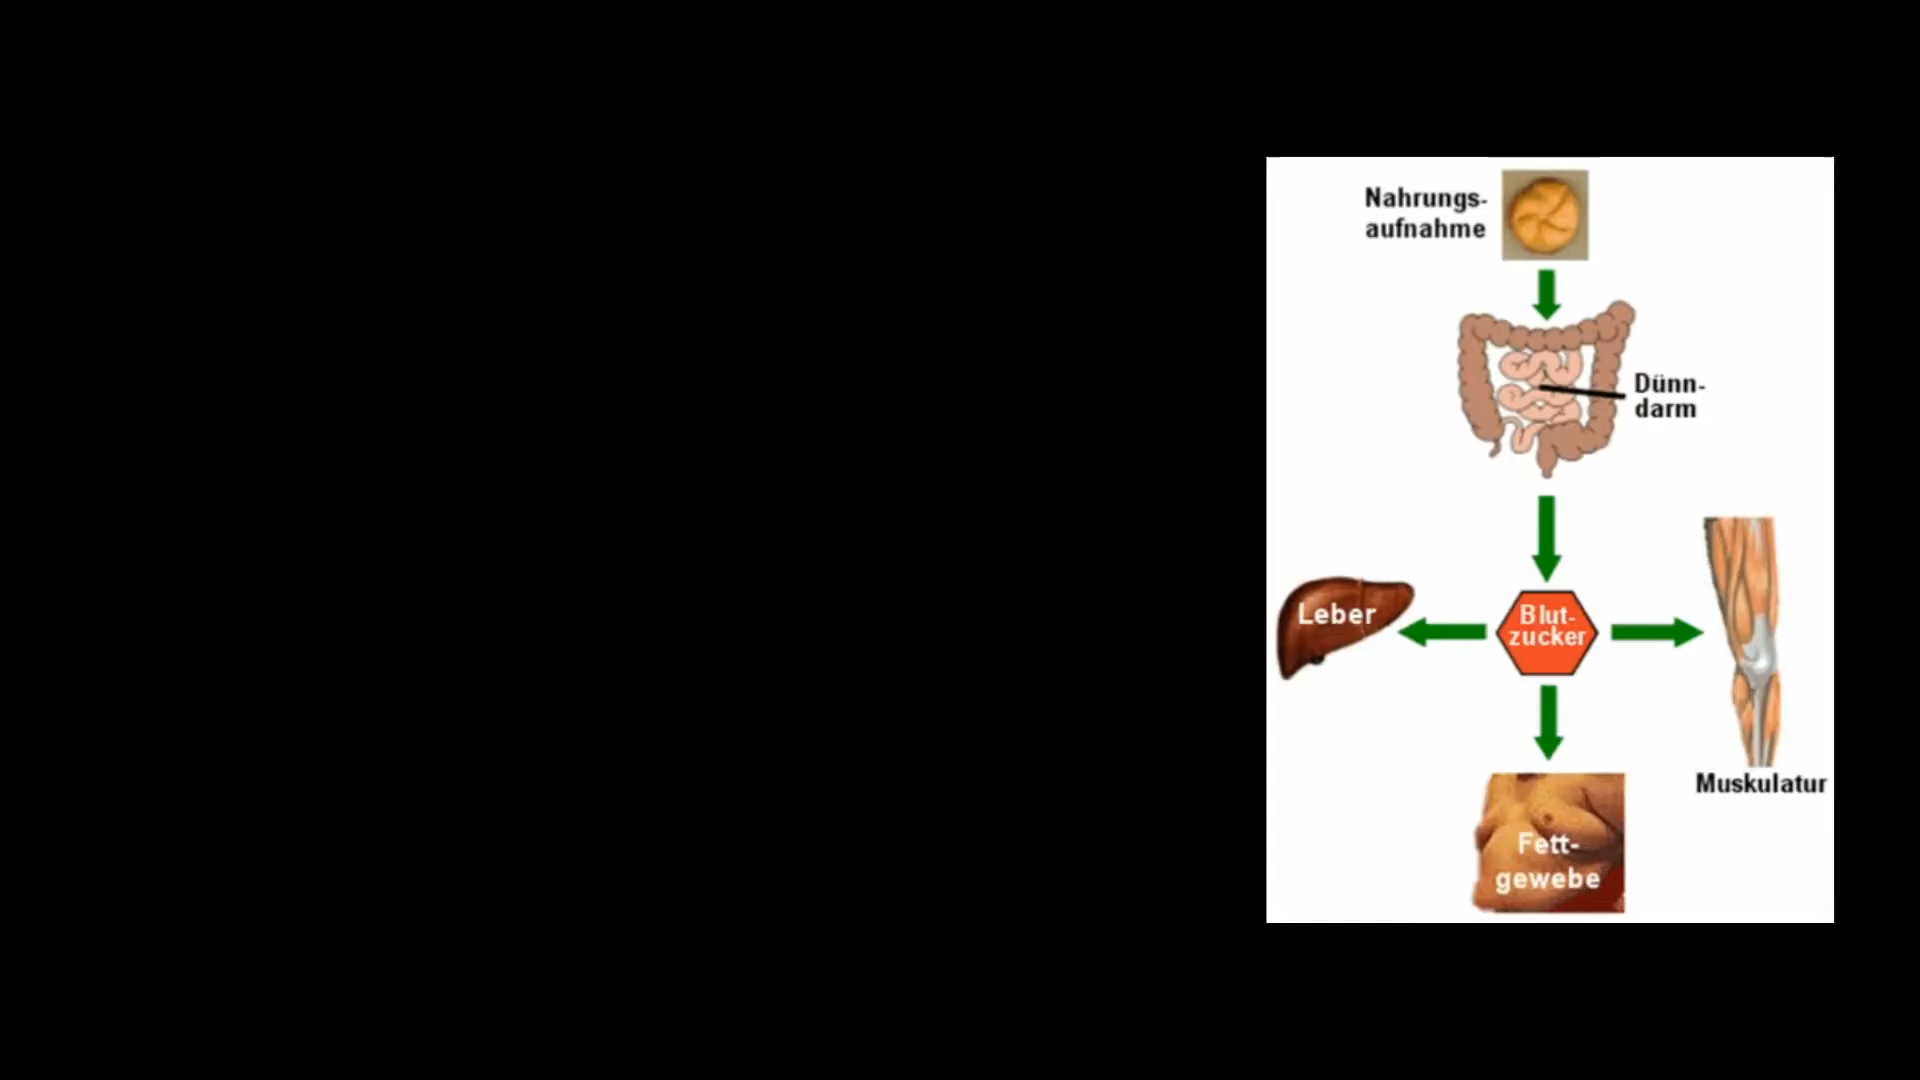 Nahrungs-
aufnahme
Dünn-
darm
Leber
Blut-
zucker
Muskulatur
Fett-
gewebe